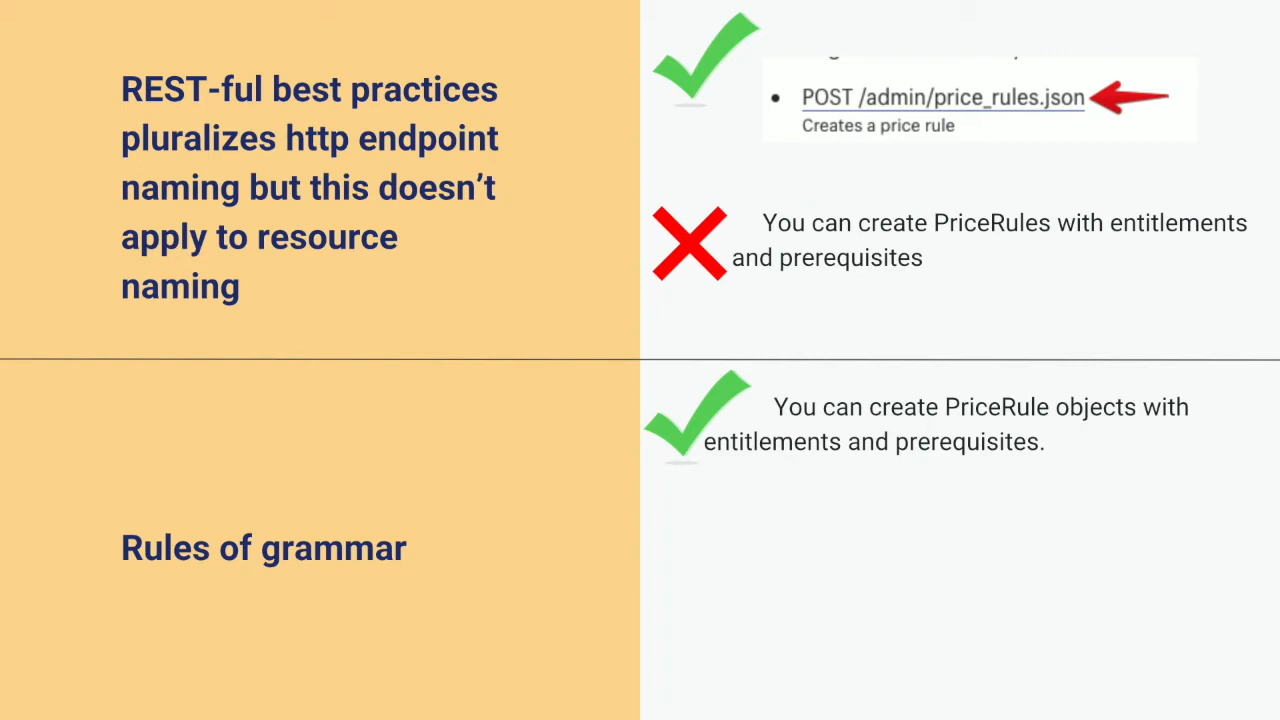 REST-ful best practices
pluralizes http endpoint
naming but this doesn’t
apply to resource
naming
POST /admin/price_rules.json
Creates a price rule
You can create PriceRules with entitlements
and prerequisites
You can create PriceRule objects with
entitlements and prerequisites.
Rules of grammar